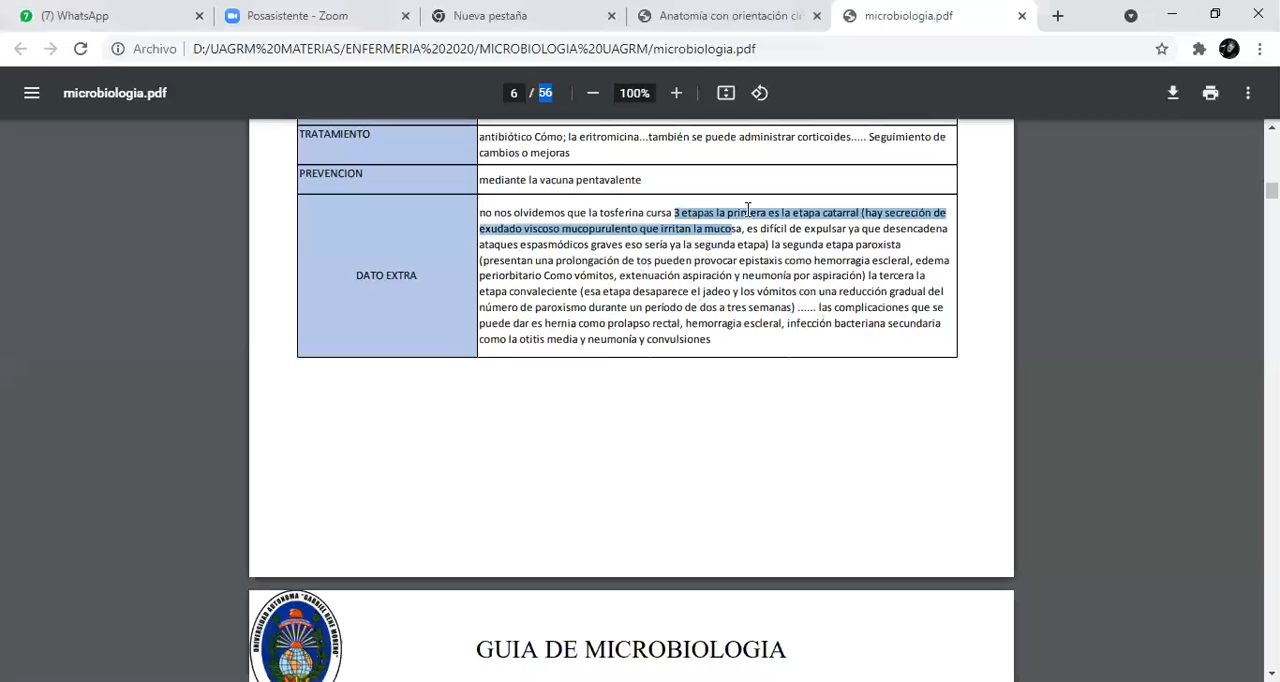 (7) WhatsApp
Posasistente - Zoom
Nueva pestaña
Anatomía con orientación clí
microbiologia.pdf
Archivo
D:/UAGRM%20MATERIAS/ENFERMERIA%202020/MICROBIOLOGIA%20UAGRM/microbiologia.pdf
microbiologia.pdf
6 / 56
100%
TRATAMIENTO
antibiótico Cómo; la eritromicina...también se puede administrar corticoides..... Seguimiento de
cambios o mejoras
PREVENCION
mediante la vacuna pentavalente
DATO EXTRA
no nos olvidemos que la tosferina cursa 3 etapas la primera es la etapa catarral (hay secreción de
exudado viscoso mucopurulento que irritan la mucosa, es difícil de expulsar ya que desencadena
ataques espasmódicos graves eso sería ya la segunda etapa) la segunda etapa paroxista
(presentan una prolongación de tos pueden provocar epistaxis como hemorragia escleral, edema
periorbitario Como vómitos, extenuación aspiración y neumonía por aspiración) la tercera la
etapa convaleciente (esa etapa desaparece el jadeo y los vómitos con una reducción gradual del
número de paroxismo durante un período de dos a tres semanas) ...... las complicaciones que se
puede dar es hernia como prolapso rectal, hemorragia escleral, infección bacteriana secundaria
como la otitis media y neumonía y convulsiones
UNIVERSIDAD AUTONOMA "GABRIEL RENE MORENO"
GUIA DE MICROBIOLOGIA